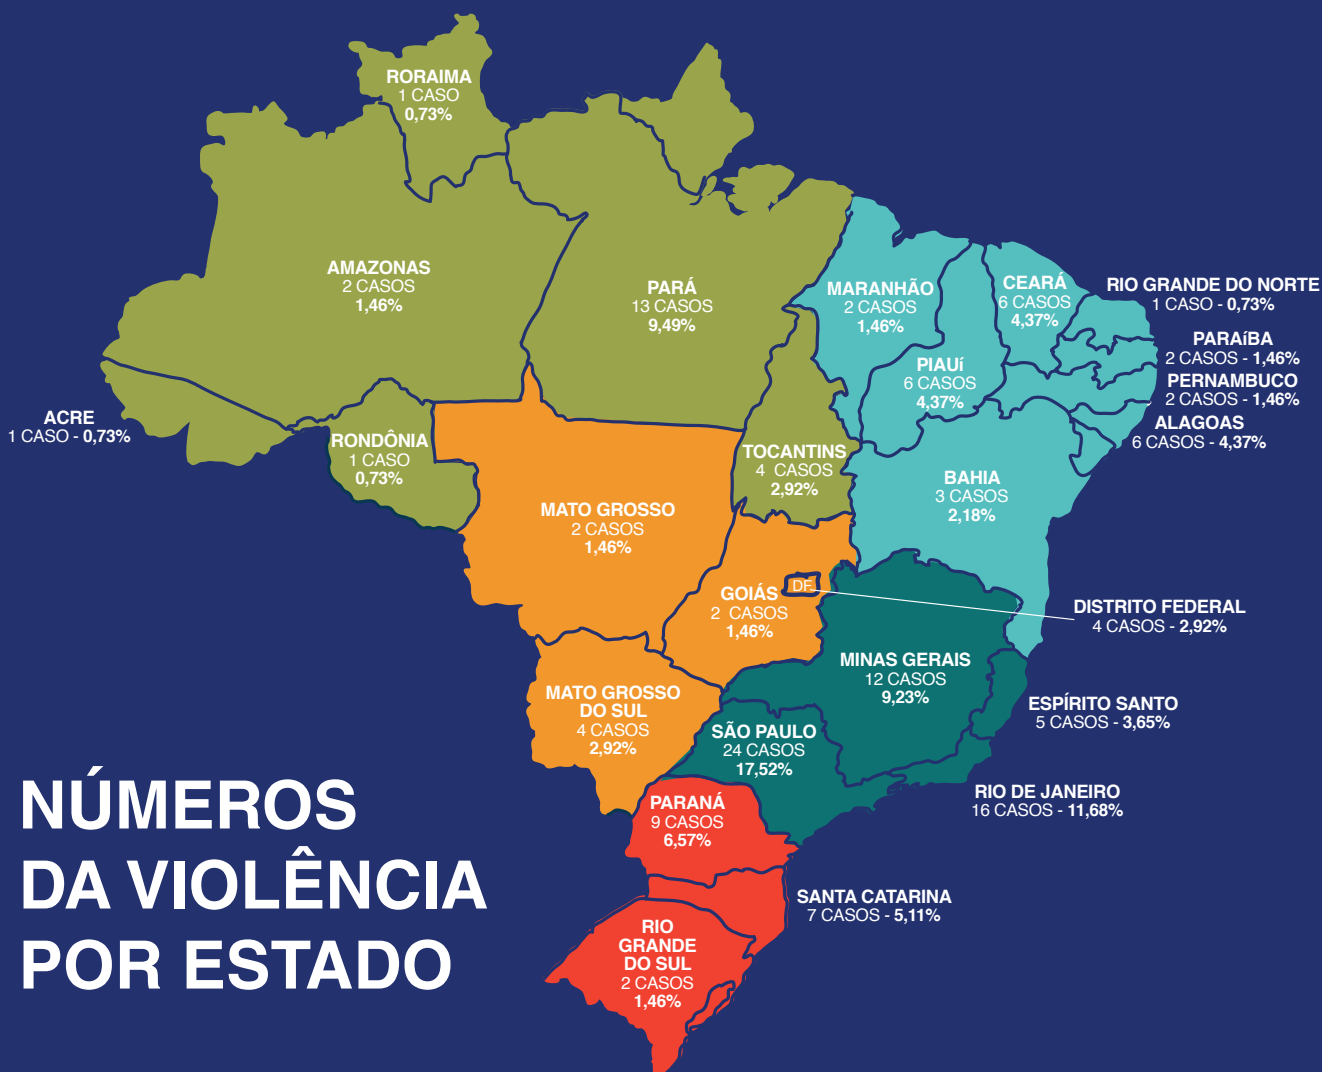 RORAIMA
1 CASO
0,73%
AMAZONAS
2 CASOS
1,46%
PARÁ
13 CASOS
9,49%
MARANHÃO
2 CASOS
1,46%
CEARÁ
6 CASOS
4,37%
RIO GRANDE DO NORTE
1 CASO - 0,73%
PARAíBA
2 CASOS - 1,46%
PERNAMBUCO
2 CASOS - 1,46%
ALAGOAS
6 CASOS - 4,37%
PIAUí
6 CASOS
4,37%
ACRE
1 CASO - 0,73%
RONDÔNIA
1 CASO
0,73%
TOCANTINS
4 CASOS
2,92%
BAHIA
3 CASOS
2,18%
MATO GROSSO
2 CASOS
1,46%
GOIÁS
2 CASOS
1,46%
DF.
DISTRITO FEDERAL
4 CASOS - 2,92%
MINAS GERAIS
12 CASOS
9,23%
ESPÍRITO SANTO
5 CASOS - 3,65%
MATO GROSSO
DO SUL
4 CASOS
2,92%
SÃO PAULO
24 CASOS
17,52%
RIO DE JANEIRO
16 CASOS - 11,68%
PARANÁ
9 CASOS
6,57%
SANTA CATARINA
7 CASOS - 5,11%
RIO
GRANDE
DO SUL
2 CASOS
1,46%
NÚMEROS
DA VIOLÊNCIA
POR ESTADO